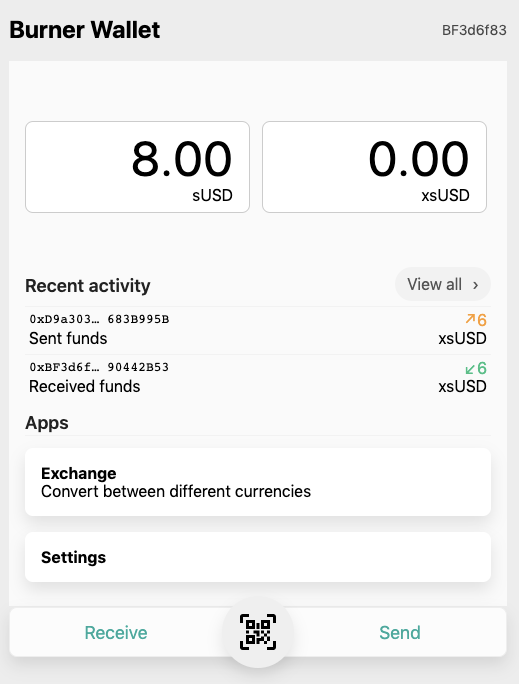 Burner Wallet
BF3d6f83
8.00
sUSD
0.00
xsUSD
Recent activity
View all ›
0xD9a303… 683B995B
↗6
Sent funds
xsUSD
0xBF3d6f… 90442B53
↙6
Received funds
xsUSD
Apps
Exchange
Convert between different currencies
Settings
Receive
Send